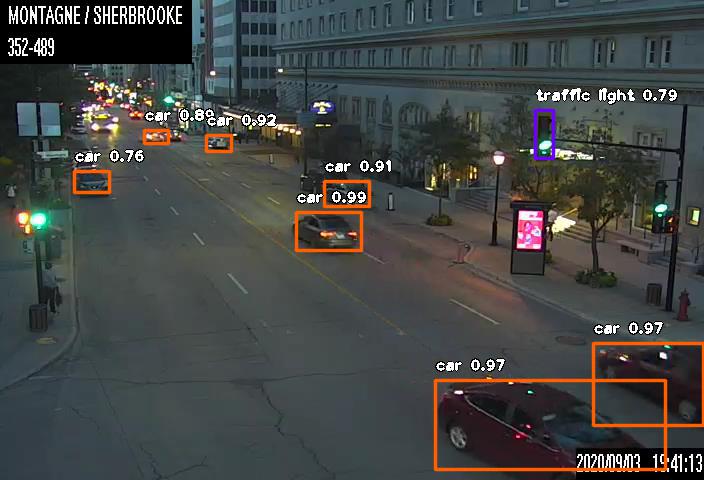 MONTAGNE / SHERBROOKE
352-489
traffic light 0.79
car 0.89
car 0.92
car 0.76
car 0.91
car 0.99
car 0.97
car 0.97
2020/09/03 19:41:13